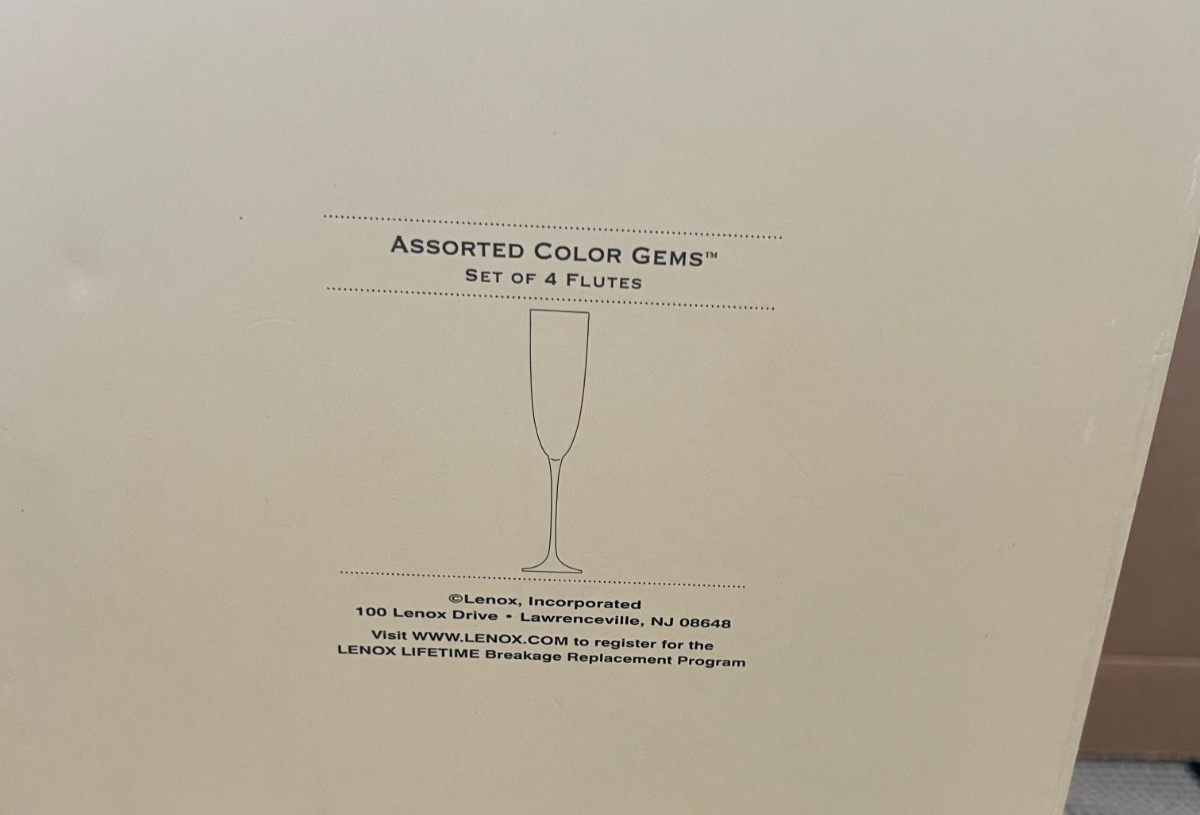 ASSORTED COLOR GEMS™
SET OF 4 FLUTES
©Lenox, Incorporated
100 Lenox Drive • Lawrenceville, NJ 08648
Visit WWW.LENOX.COM to register for the
LENOX LIFETIME Breakage Replacement Program